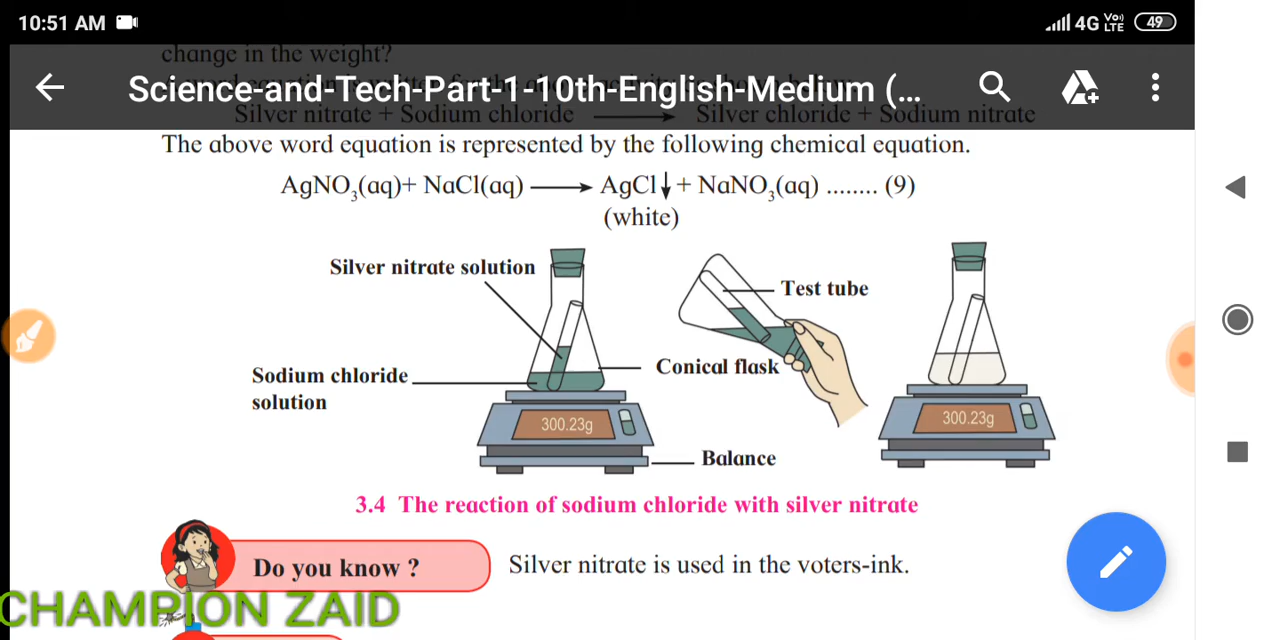 10:51 AM
4G Vo) LTE 49
change in the weight?
Science-and-Tech-Part-1-10th-English-Medium (...
Silver nitrate + Sodium chloride ⟶ Silver chloride + Sodium nitrate
The above word equation is represented by the following chemical equation.
AgNO₃(aq)+ NaCl(aq) ⟶ AgCl↓ + NaNO₃(aq) ........ (9)
(white)
Silver nitrate solution
Test tube
Conical flask
Sodium chloride
solution
300.23g
300.23g
Balance
3.4 The reaction of sodium chloride with silver nitrate
Do you know ?
Silver nitrate is used in the voters-ink.
CHAMPION ZAID